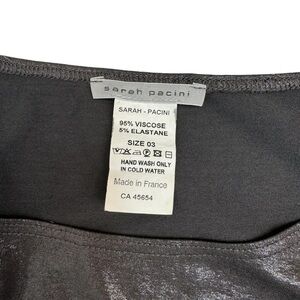 sarah pacini
SARAH - PACINI
95% VISCOSE
5% ELASTANE
SIZE 03
HAND WASH ONLY
IN COLD WATER
Made in France
CA 45654